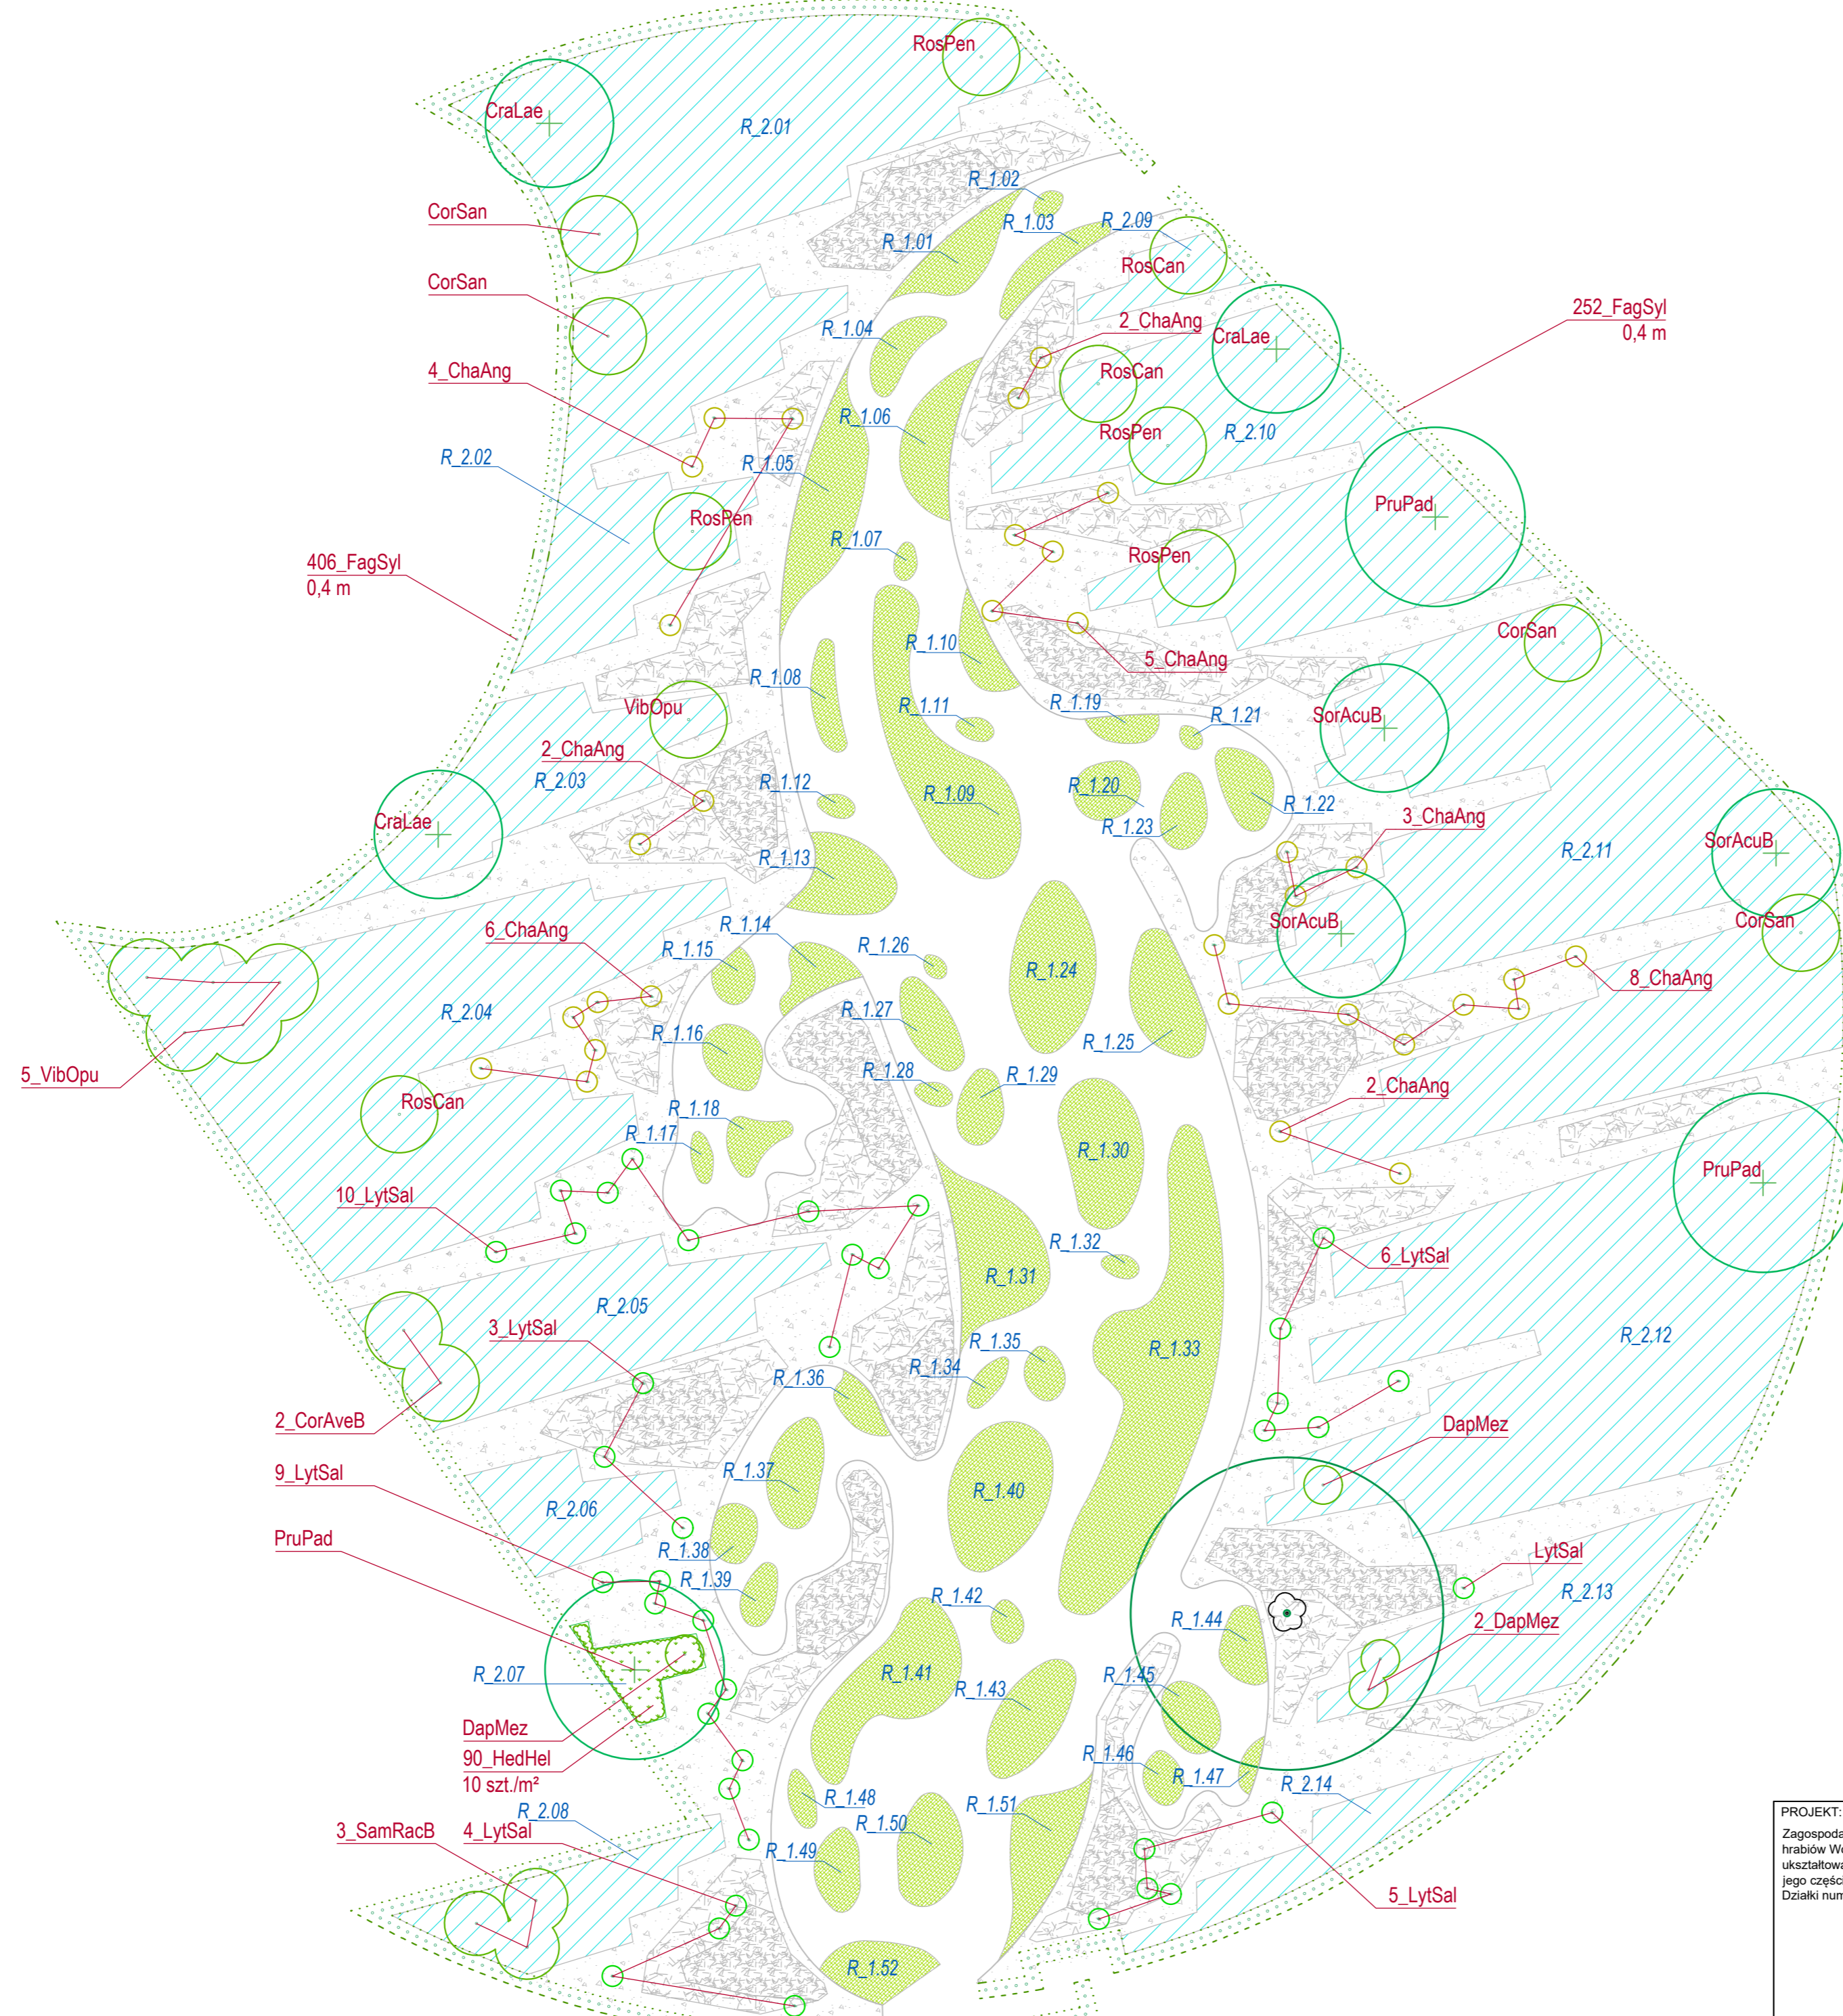 RosPen
CraLae
R_2.01
R_1.02
CorSan
R_1.03
R_2.09
R_1.01
RosCan
CorSan
252_FagSyl
0,4 m
2_ChaAng
R_1.04
CraLae
4_ChaAng
RosCan
R_1.06
RosPen
R_2.10
R_2.02
R_1.05
PruPad
RosPen
R_1.07
RosPen
406_FagSyl
0,4 m
CorSan
R_1.10
5_ChaAng
R_1.08
VibOpu
R_1.11
R_1.19
R_1.21
SorAcuB
2_ChaAng
R_2.03
R_1.12
R_1.09
R_1.20
R_1.22
R_1.23
3_ChaAng
CraLae
SorAcuB
R_2.11
R_1.13
6_ChaAng
R_1.14
SorAcuB
CorSan
R_1.15
R_1.26
R_1.24
8_ChaAng
R_2.04
R_1.27
R_1.16
R_1.25
5_VibOpu
R_1.28
R_1.29
2_ChaAng
RosCan
R_1.18
R_1.17
R_1.30
PruPad
10_LytSal
R_1.32
6_LytSal
R_1.31
R_2.05
3_LytSal
R_1.35
R_1.33
R_2.12
R_1.34
R_1.36
2_CorAveB
DapMez
9_LytSal
R_1.37
R_1.40
R_2.06
PruPad
R_1.38
LytSal
R_1.39
R_2.13
R_1.42
R_1.44
2_DapMez
R_2.07
R_1.41
R_1.45
R_1.43
DapMez
90_HedHel
10 szt./m²
R_1.46
R_1.47
R_2.14
R_2.08
R_1.48
R_1.51
3_SamRacB
4_LytSal
R_1.50
R_1.49
5_LytSal
R_1.52
PROJEKT:
Zagospoda
hrabiów Wo
ukształtowa
jego części
Działki num